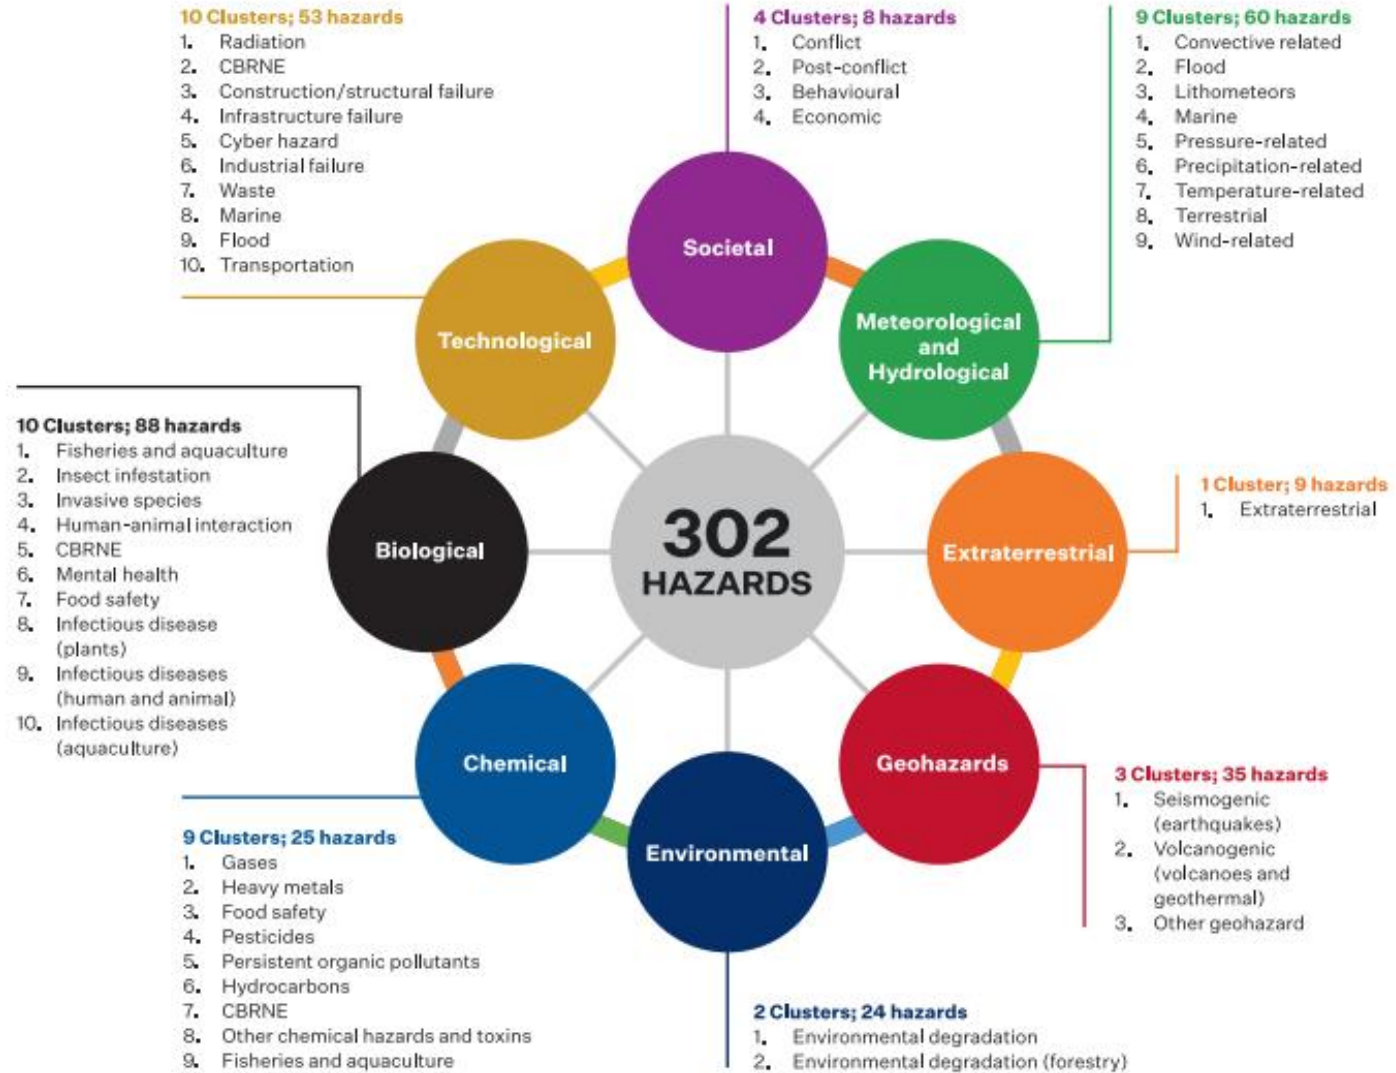 10 Clusters; 53 hazards
1. Radiation
2. CBRNE
3. Construction/structural failure
4. Infrastructure failure
5. Cyber hazard
6. Industrial failure
7. Waste
8. Marine
9. Flood
10. Transportation
4 Clusters; 8 hazards
1. Conflict
2. Post-conflict
3. Behavioural
4. Economic
9 Clusters; 60 hazards
1. Convective related
2. Flood
3. Lithometeors
4. Marine
5. Pressure-related
6. Precipitation-related
7. Temperature-related
8. Terrestrial
9. Wind-related
Societal
Technological
Meteorological
and
Hydrological
10 Clusters; 88 hazards
1. Fisheries and aquaculture
2. Insect infestation
3. Invasive species
4. Human-animal interaction
5. CBRNE
6. Mental health
7. Food safety
8. Infectious disease
(plants)
9. Infectious diseases
(human and animal)
10. Infectious diseases
(aquaculture)
Biological
302
HAZARDS
Extraterrestrial
1 Cluster; 9 hazards
1. Extraterrestrial
Chemical
Environmental
Geohazards
3 Clusters; 35 hazards
1. Seismogenic
(earthquakes)
2. Volcanogenic
(volcanoes and
geothermal)
3. Other geohazard
9 Clusters; 25 hazards
1. Gases
2. Heavy metals
3. Food safety
4. Pesticides
5. Persistent organic pollutants
6. Hydrocarbons
7. CBRNE
8. Other chemical hazards and toxins
9. Fisheries and aquaculture
2 Clusters; 24 hazards
1. Environmental degradation
2. Environmental degradation (forestry)